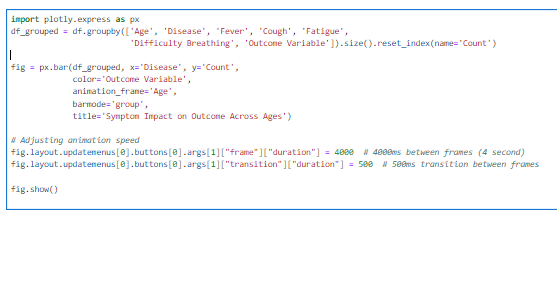 import plotly.express as px
df_grouped = df.groupby(['Age', 'Disease', 'Fever', 'Cough', 'Fatigue',
'Difficulty Breathing', 'Outcome Variable']).size().reset_index(name='Count')
fig = px.bar(df_grouped, x='Disease', y='Count',
color='Outcome Variable',
animation_frame='Age',
barmode='group',
title='Symptom Impact on Outcome Across Ages')
# Adjusting animation speed
fig.layout.updatemenus[0].buttons[0].args[1]["frame"]["duration"] = 4000 # 4000ms between frames (4 second)
fig.layout.updatemenus[0].buttons[0].args[1]["transition"]["duration"] = 500 # 500ms transition between frames
fig.show()